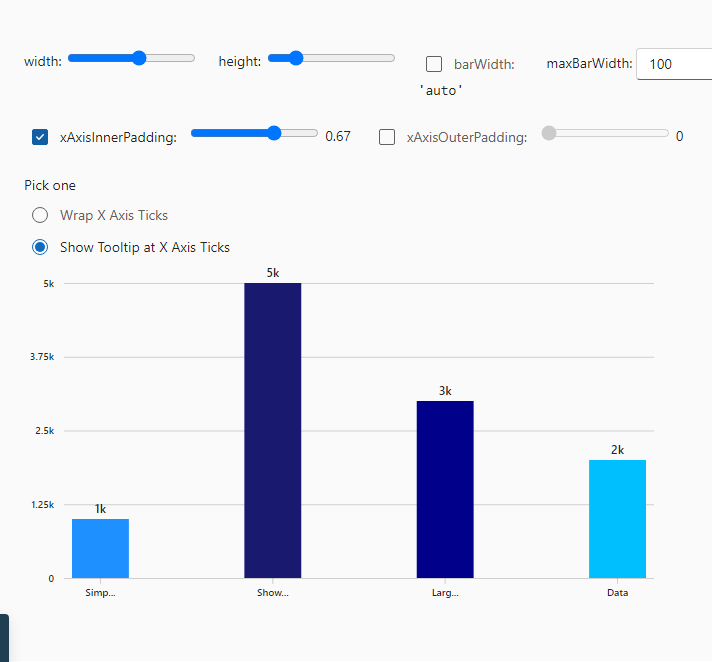 width: height: barWidth: maxBarWidth: 100
'auto'
xAxisInnerPadding: 0.67 xAxisOuterPadding: 0
Pick one
Wrap X Axis Ticks
Show Tooltip at X Axis Ticks
5k
5k
3.75k
3k
2.5k
2k
1.25k
1k
0
Simp... Show... Larg... Data